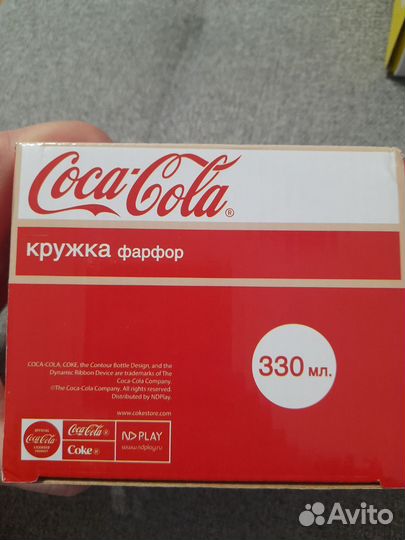 Coca-Cola®
кружка фарфор
COCA-COLA, COKE, the Contour Bottle Design, and the
Dynamic Ribbon Device are trademarks of The
Coca-Cola Company.
©The Coca-Cola Company. All rights reserved.
Distributed by NDPlay.
www.cokestore.com
330 мл.
Coca-Cola
Coca-Cola®
Coke®
ND PLAY
www.ndplay.ru
Avito